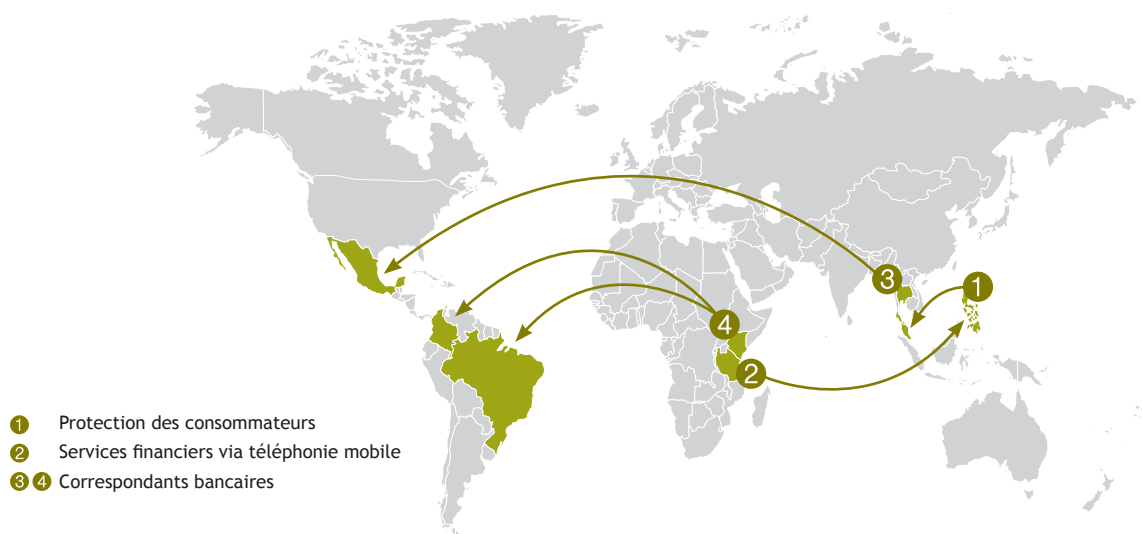 3
1
4
2
1 Protection des consommateurs
2 Services financiers via téléphonie mobile
3 4 Correspondants bancaires